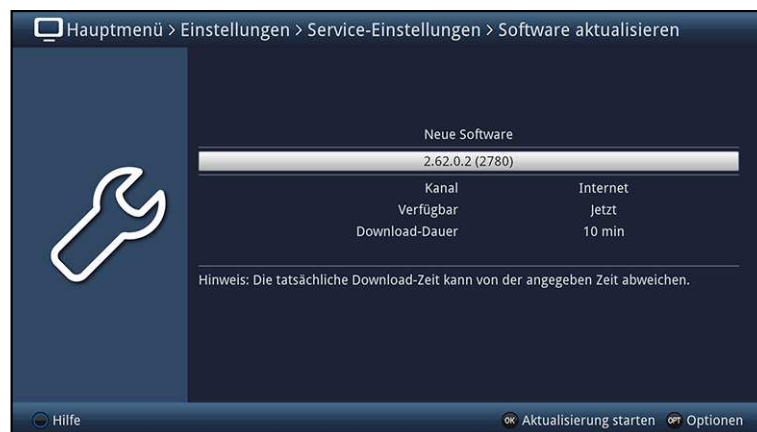 Hauptmenü > Einstellungen > Service-Einstellungen > Software aktualisieren
Neue Software
2.62.0.2 (2780)
Kanal Internet
Verfügbar Jetzt
Download-Dauer 10 min
Hinweis: Die tatsächliche Download-Zeit kann von der angegeben Zeit abweichen.
Hilfe OK Aktualisierung starten OPT Optionen